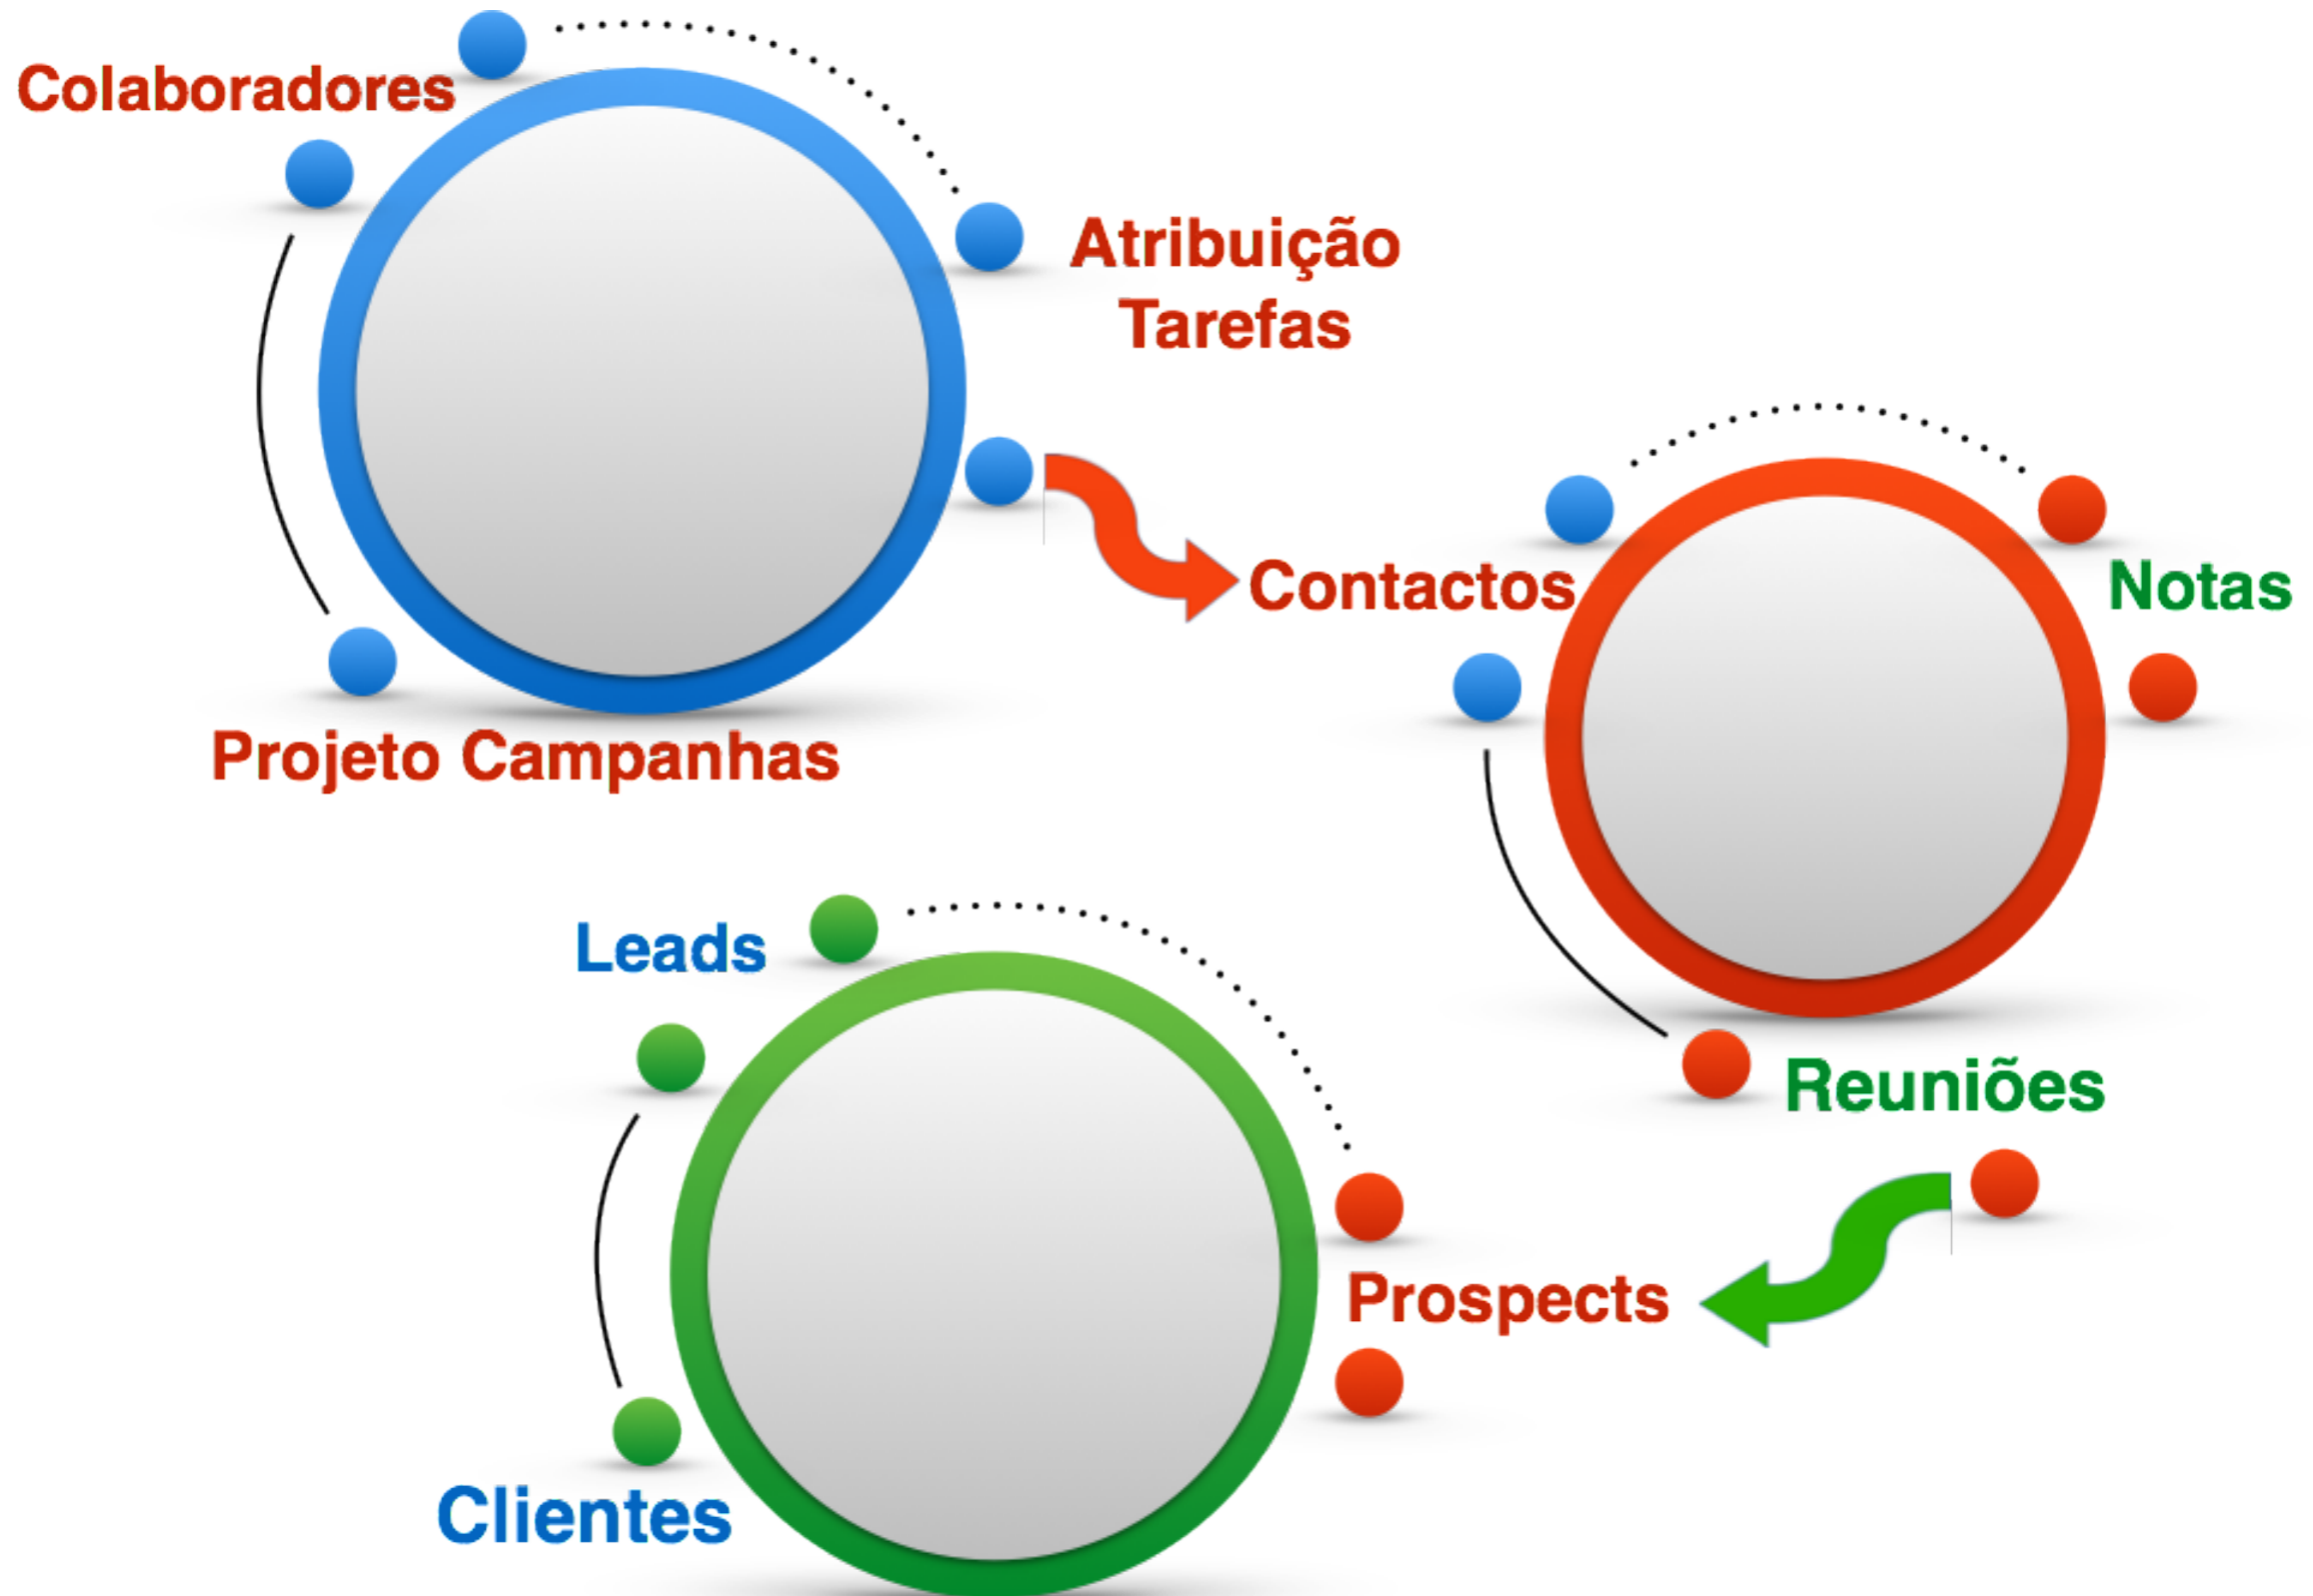 Colaboradores
Atribuição
Tarefas
Contactos
Notas
Projeto Campanhas
Leads
Reuniões
Prospects
Clientes